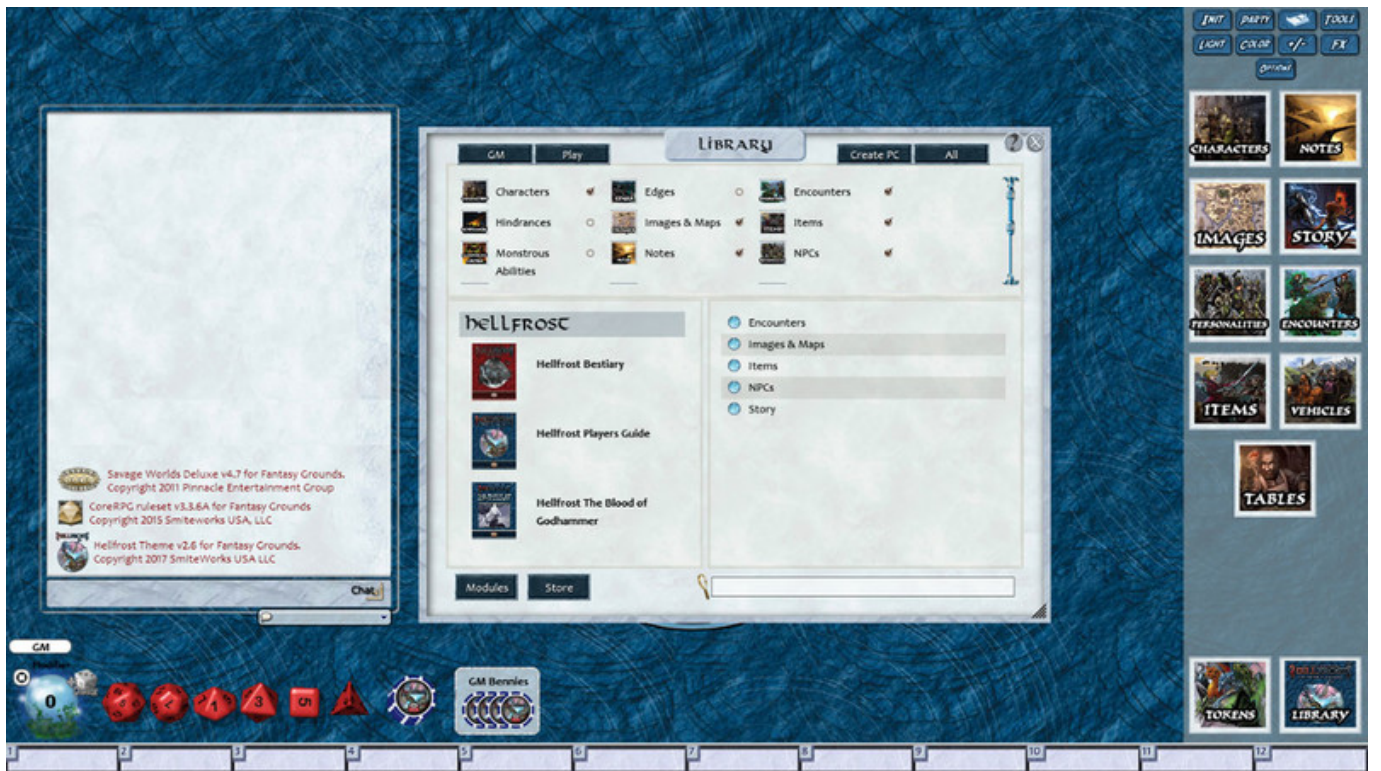 INIT PARTY TOOLS
LIGHT COLOR +/- FX
OPTIONS
CHARACTERS NOTES
IMAGES STORY
PERSONALITIES ENCOUNTERS
ITEMS VEHICLES
TABLES
TOKENS LIBRARY
Library
GM Play Create PC All
?
Characters Edges Encounters
Hindrances Images & Maps Items
Monstrous Notes NPCs
Abilities
hellfrost
Hellfrost Bestiary
Hellfrost Players Guide
Hellfrost The Blood of
Godhammer
Encounters
Images & Maps
Items
NPCs
Story
Modules Store
Savage Worlds Deluxe v4.7 for Fantasy Grounds.
Copyright 2011 Pinnacle Entertainment Group
CoreRPG ruleset v3.3.6A for Fantasy Grounds
Copyright 2015 Smiteworks USA, LLC
Hellfrost Theme v2.6 for Fantasy Grounds.
Copyright 2017 SmiteWorks USA LLC
Chat
GM
Modifier
0
1 3 5
GM Bennies
1 2 3 4 5 6 7 8 9 10 11 12